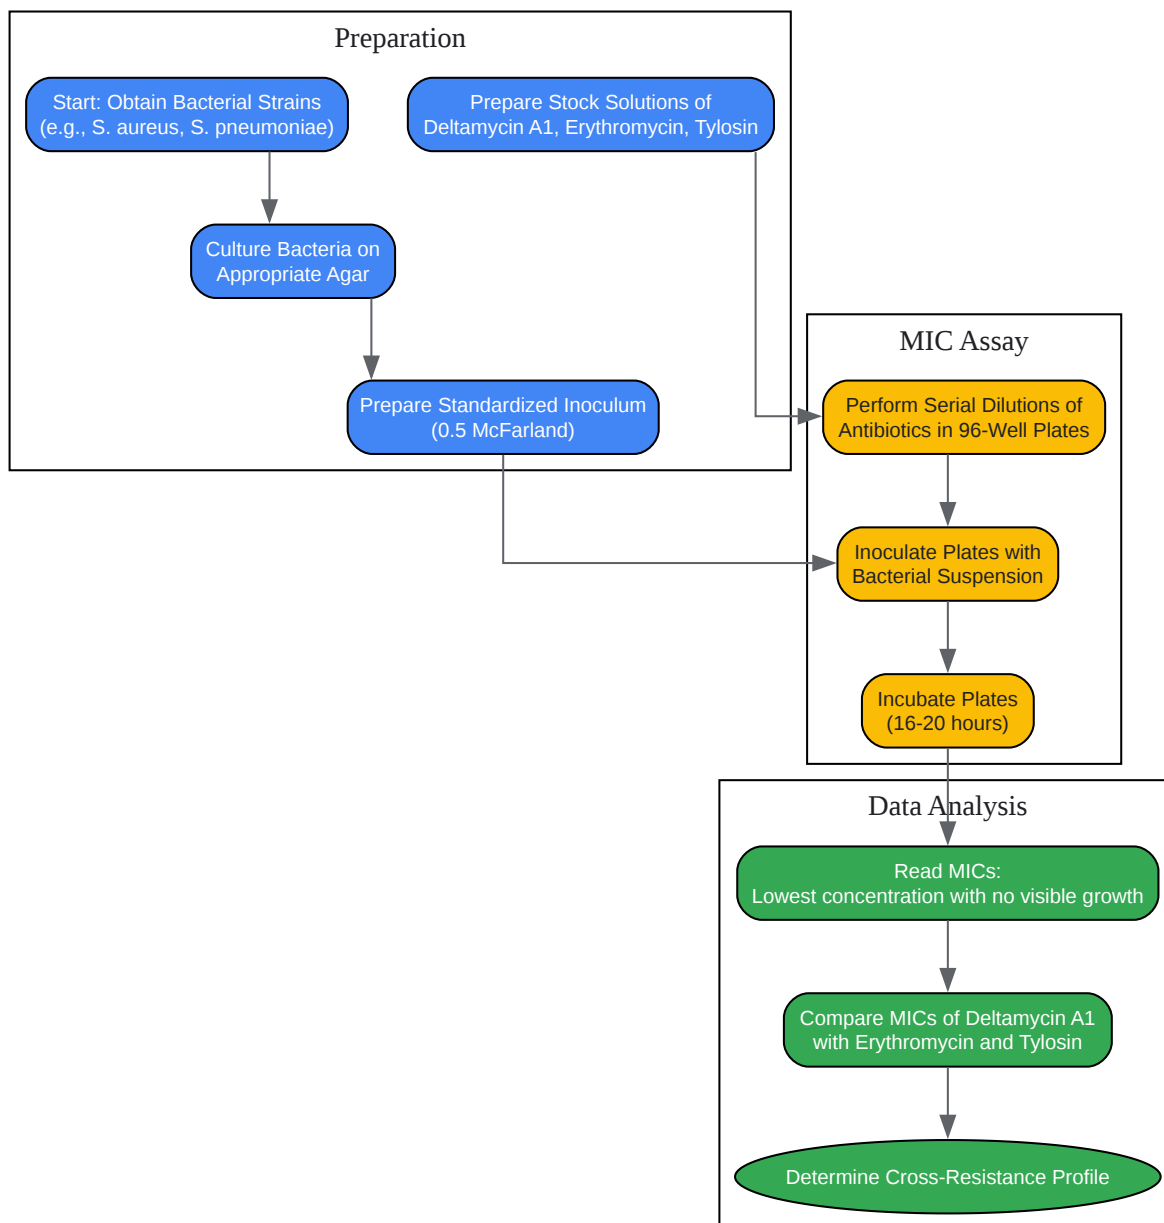 Preparation
Start: Obtain Bacterial Strains
(e.g., S. aureus, S. pneumoniae)
Prepare Stock Solutions of
Deltamycin A1, Erythromycin, Tylosin
Culture Bacteria on
Appropriate Agar
Prepare Standardized Inoculum
(0.5 McFarland)
MIC Assay
Perform Serial Dilutions of
Antibiotics in 96-Well Plates
Inoculate Plates with
Bacterial Suspension
Incubate Plates
(16-20 hours)
Data Analysis
Read MICs:
Lowest concentration with no visible growth
Compare MICs of Deltamycin A1
with Erythromycin and Tylosin
Determine Cross-Resistance Profile